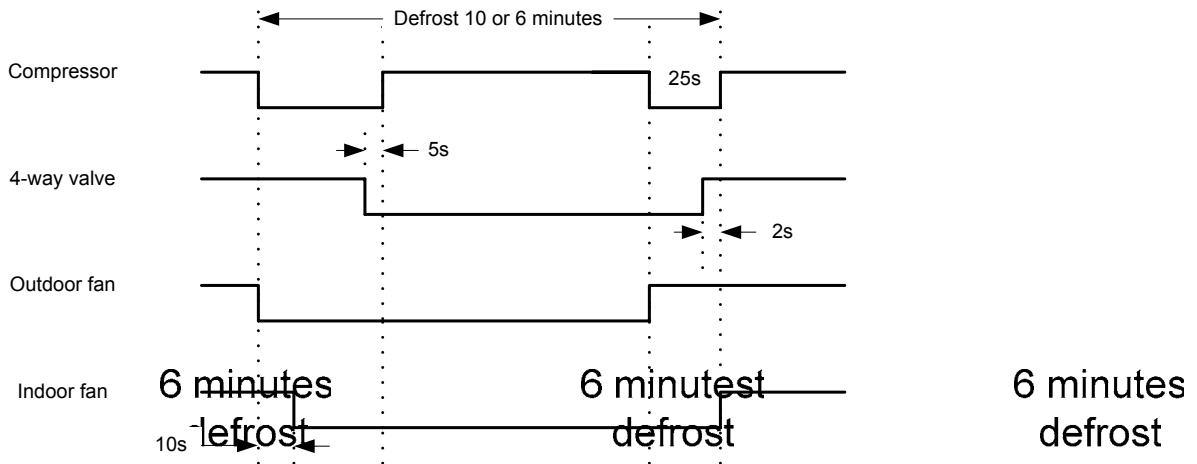 Defrost 10 or 6 minutes
Compressor
25s
5s
4-way valve
2s
Outdoor fan
Indoor fan
6 minutes
6 minutest
6 minutes
defrost
defrost
10s